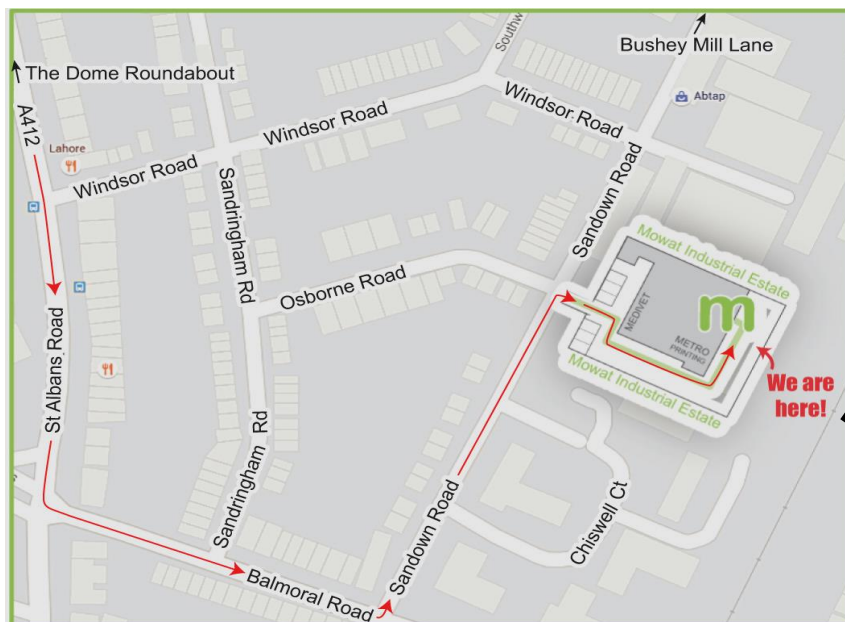 Bushey Mill Lane
The Dome Roundabout
Southw
A412
Abtap
Lahore
Windsor Road
Windsor Road
Windsor Road
Sandown Road
Sandringham Rd
Mowat Industrial Estate
Osborne Road
m
MEDIVET
METRO
PRINTING
St Albans Road
Mowat Industrial Estate
We are
here!
Sandringham Rd
Sandown Road
Chiswell Ct
Balmoral Road